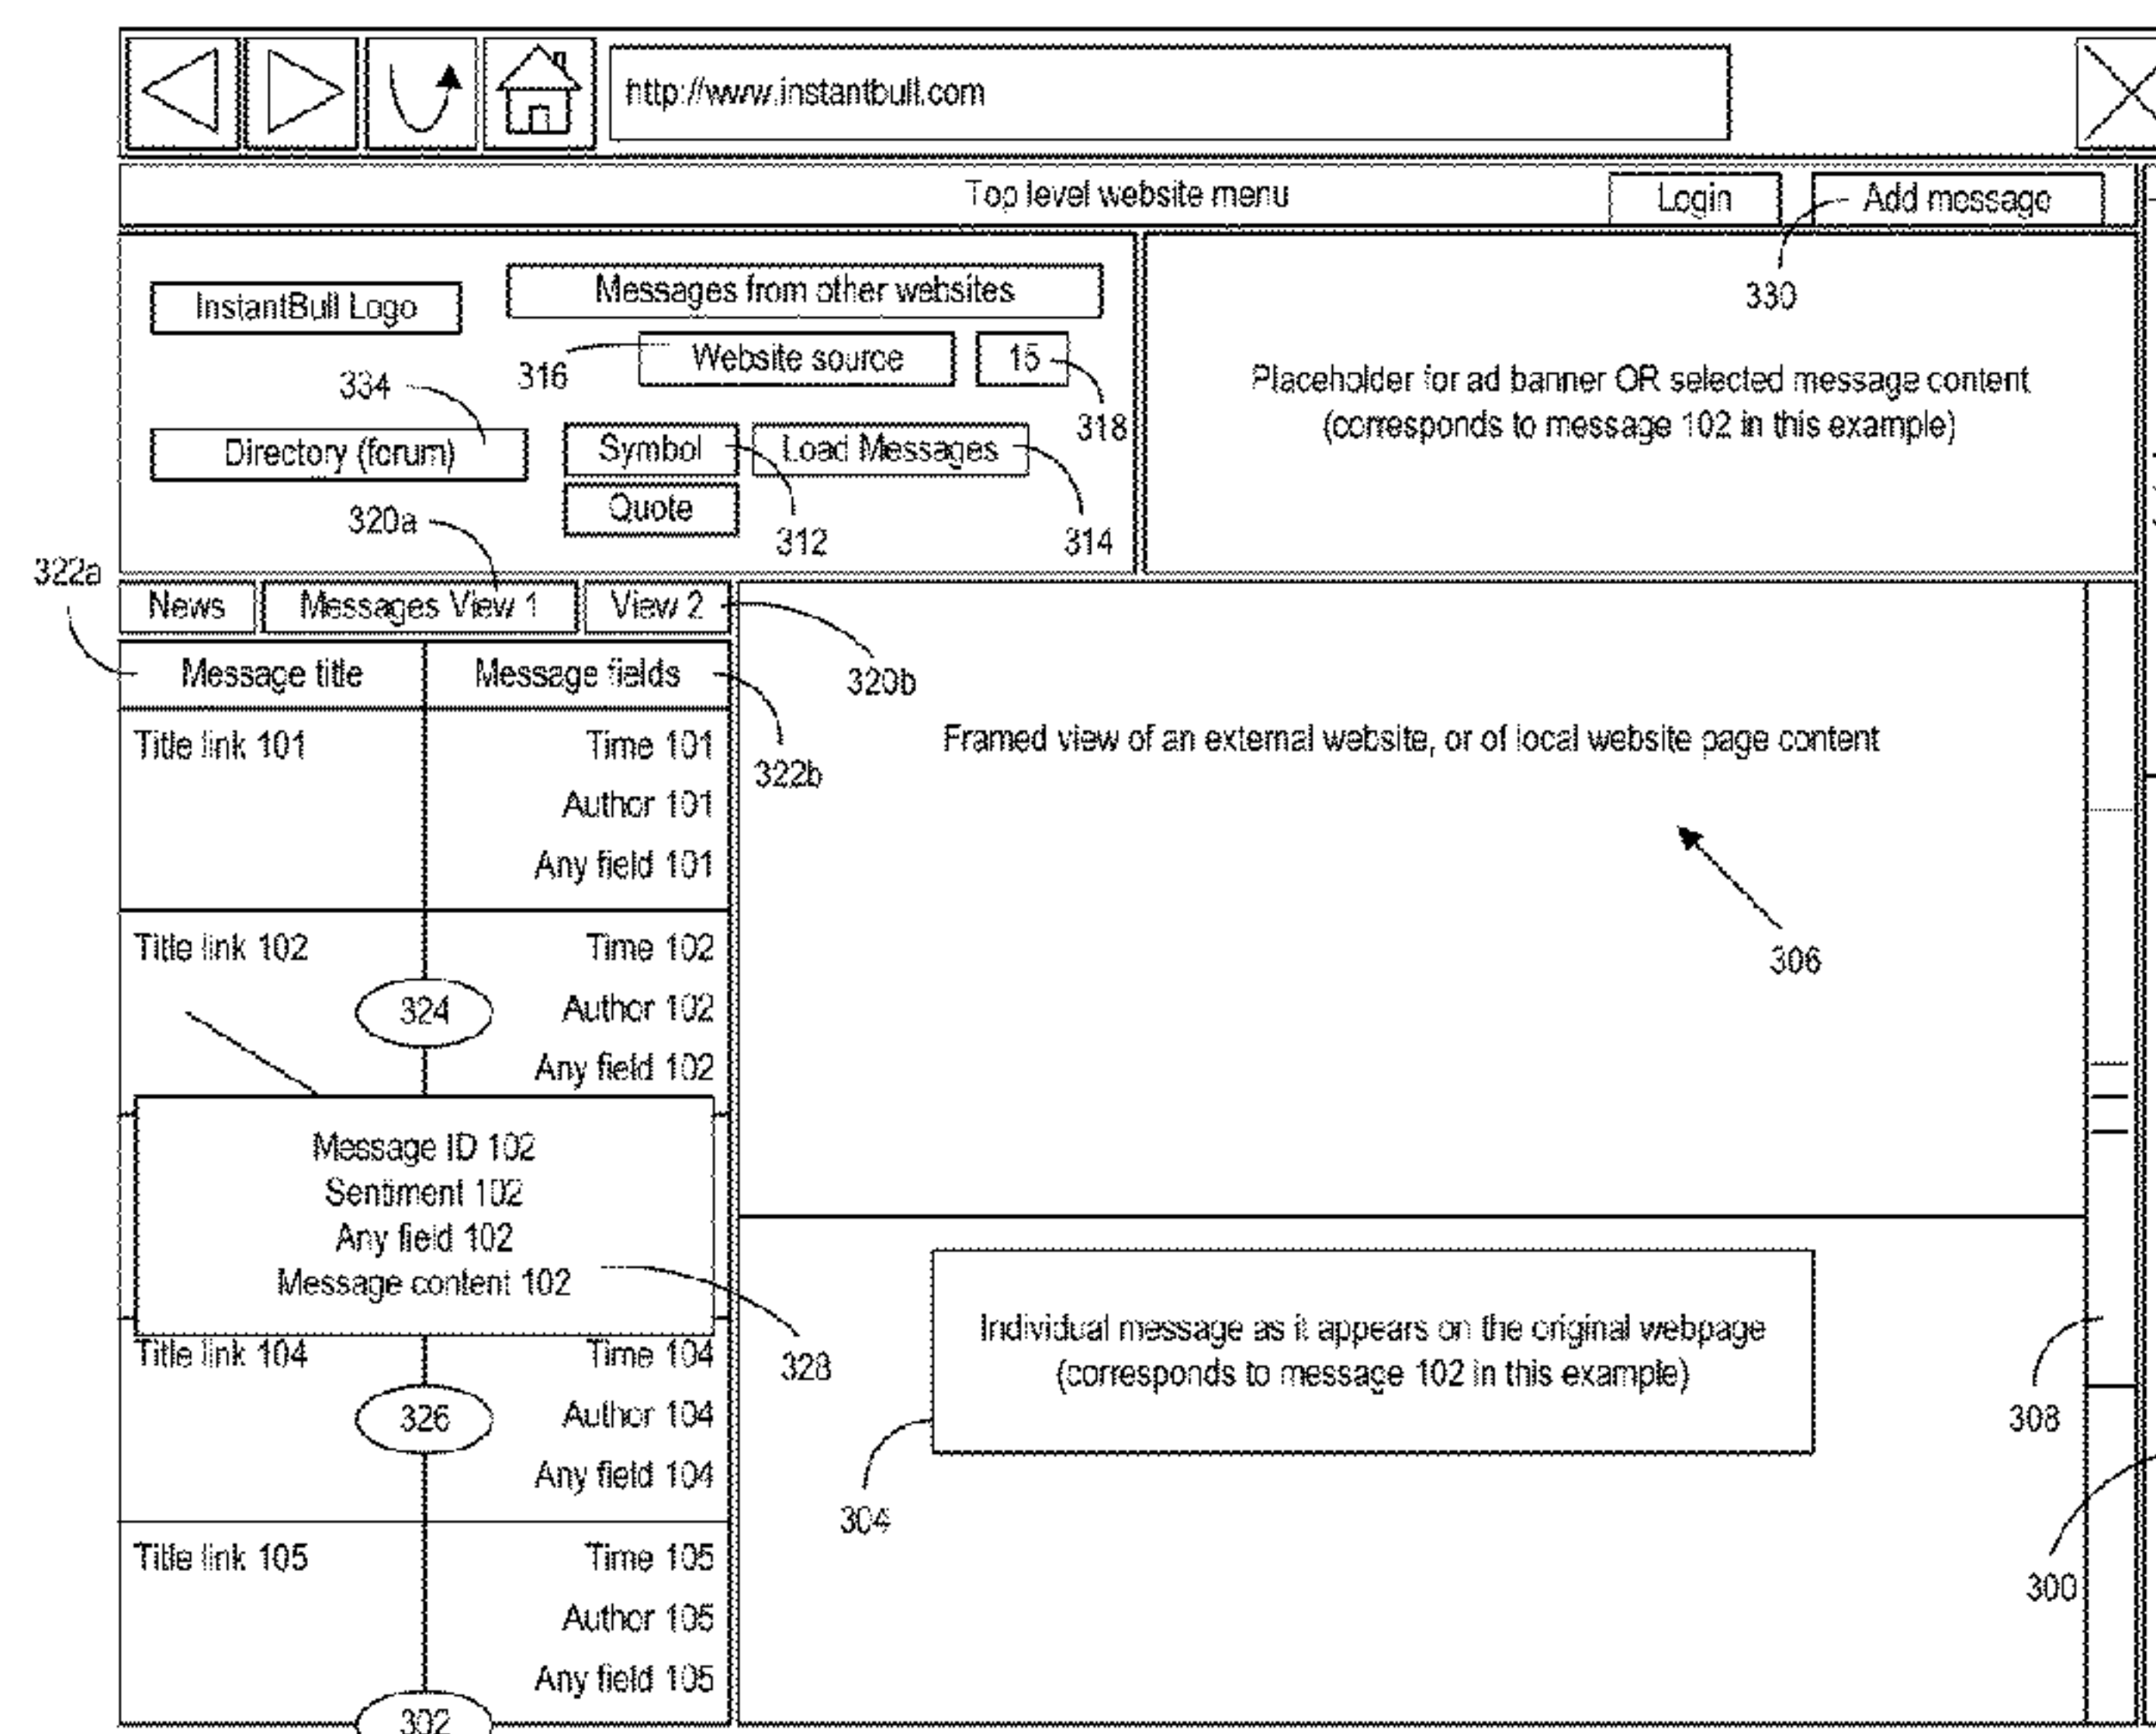 http://www.instantbull.com
Top level website menu
Login
Add message
330
InstantBull Logo
Messages from other websites
316
Website source
15
318
334
Directory (forum)
Symbol
Load Messages
Quote
312
314
320a
Placeholder for ad banner OR selected message content
(corresponds to message 102 in this example)
322a
News
Messages View 1
View 2
320b
Message title
Message fields
322b
Title link 101
Time 101
Author 101
Any field 101
Title link 102
Time 102
324
Author 102
Any field 102
Message ID 102
Sentiment 102
Any field 102
Message content 102
328
Title link 104
Time 104
326
Author 104
Any field 104
Title link 105
Time 105
Author 105
Any field 105
302
Framed view of an external website, or of local website page content
306
Individual message as it appears on the original webpage
(corresponds to message 102 in this example)
304
308
300